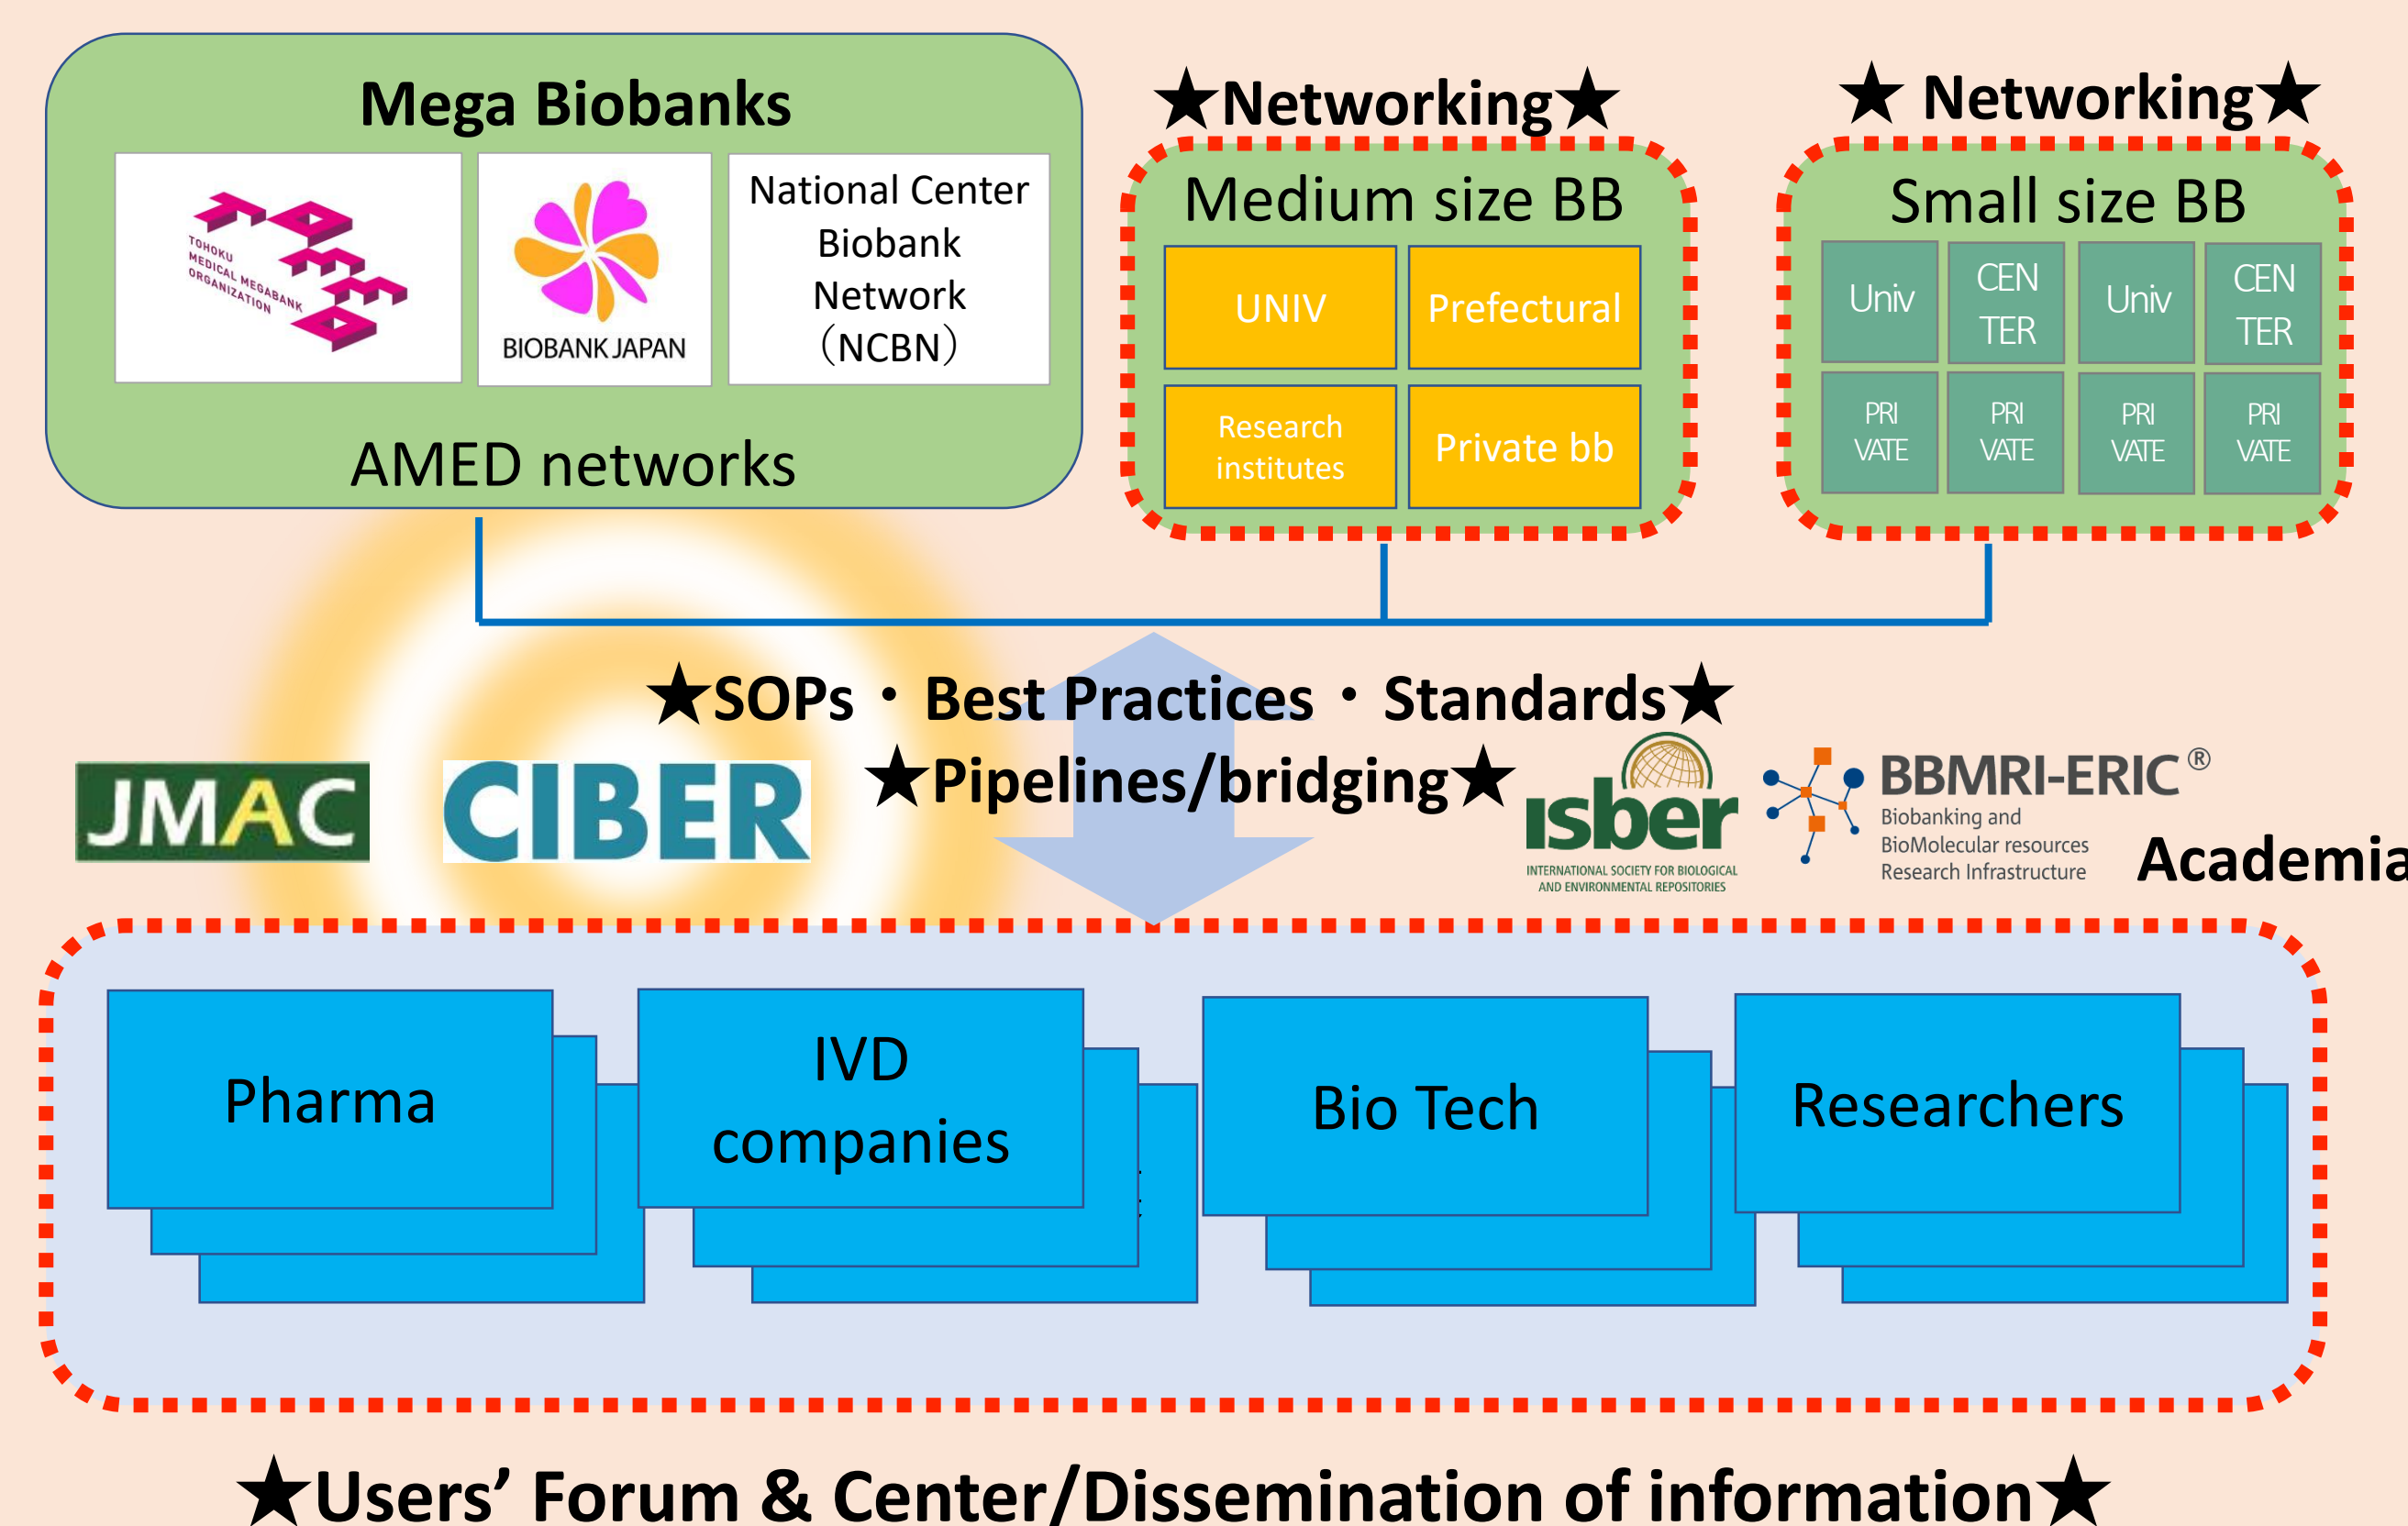 Mega Biobanks
TOMMO
TOHOKU
MEDICAL MEGABANK
ORGANIZATION
BIOBANK JAPAN
National Center
Biobank
Network
（NCBN）
AMED networks
★Networking★
Medium size BB
UNIV
Prefectural
Research
institutes
Private bb
★ Networking★
Small size BB
Univ
CEN
TER
Univ
CEN
TER
PRI
VATE
PRI
VATE
PRI
VATE
PRI
VATE
★SOPs・Best Practices・Standards★
★Pipelines/bridging★
JMAC
CIBER
isber
INTERNATIONAL SOCIETY FOR BIOLOGICAL
AND ENVIRONMENTAL REPOSITORIES
BBMRI-ERIC®
Biobanking and
BioMolecular resources
Research Infrastructure
Academia
Pharma
IVD
companies
Bio Tech
Researchers
★Users’ Forum & Center/Dissemination of information★